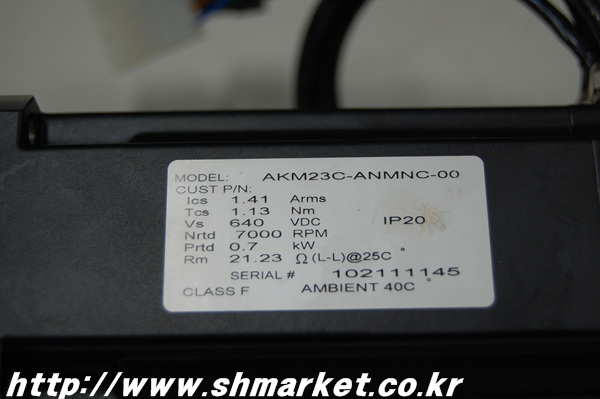 MODEL: AKM23C-ANMNC-00
CUST P/N:
Ics 1.41 Arms
Tcs 1.13 Nm
Vs 640 VDC IP20
Nrtd 7000 RPM
Prtd 0.7 kW
Rm 21.23 Ω (L-L)@25C°
SERIAL # 102111145
CLASS F AMBIENT 40C°
http://www.shmarket.co.kr